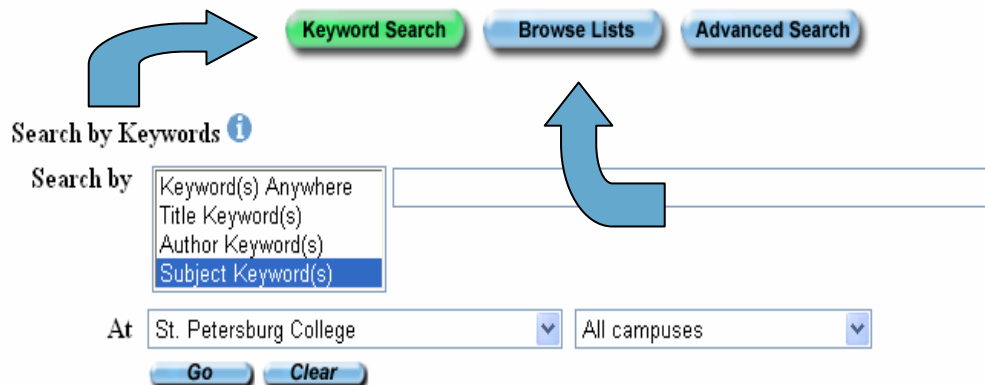 Keyword Search Browse Lists Advanced Search
Search by Keywords i
Search by
Keyword(s) Anywhere
Title Keyword(s)
Author Keyword(s)
Subject Keyword(s)
At St. Petersburg College All campuses
Go Clear